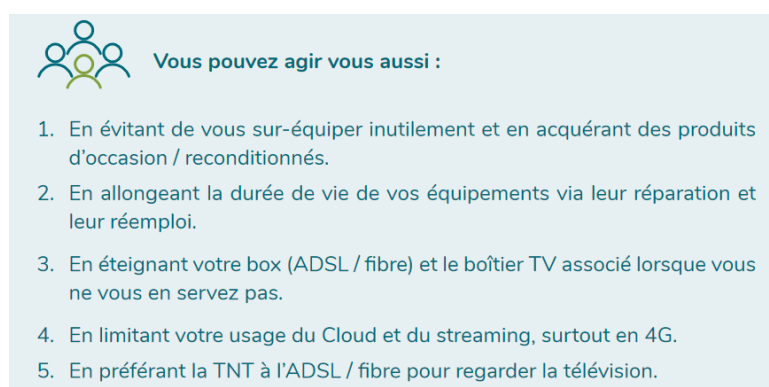 Vous pouvez agir vous aussi :
1. En évitant de vous sur-équiper inutilement et en acquérant des produits
d’occasion / reconditionnés.
2. En allongeant la durée de vie de vos équipements via leur réparation et
leur réemploi.
3. En éteignant votre box (ADSL / fibre) et le boîtier TV associé lorsque vous
ne vous en servez pas.
4. En limitant votre usage du Cloud et du streaming, surtout en 4G.
5. En préférant la TNT à l’ADSL / fibre pour regarder la télévision.